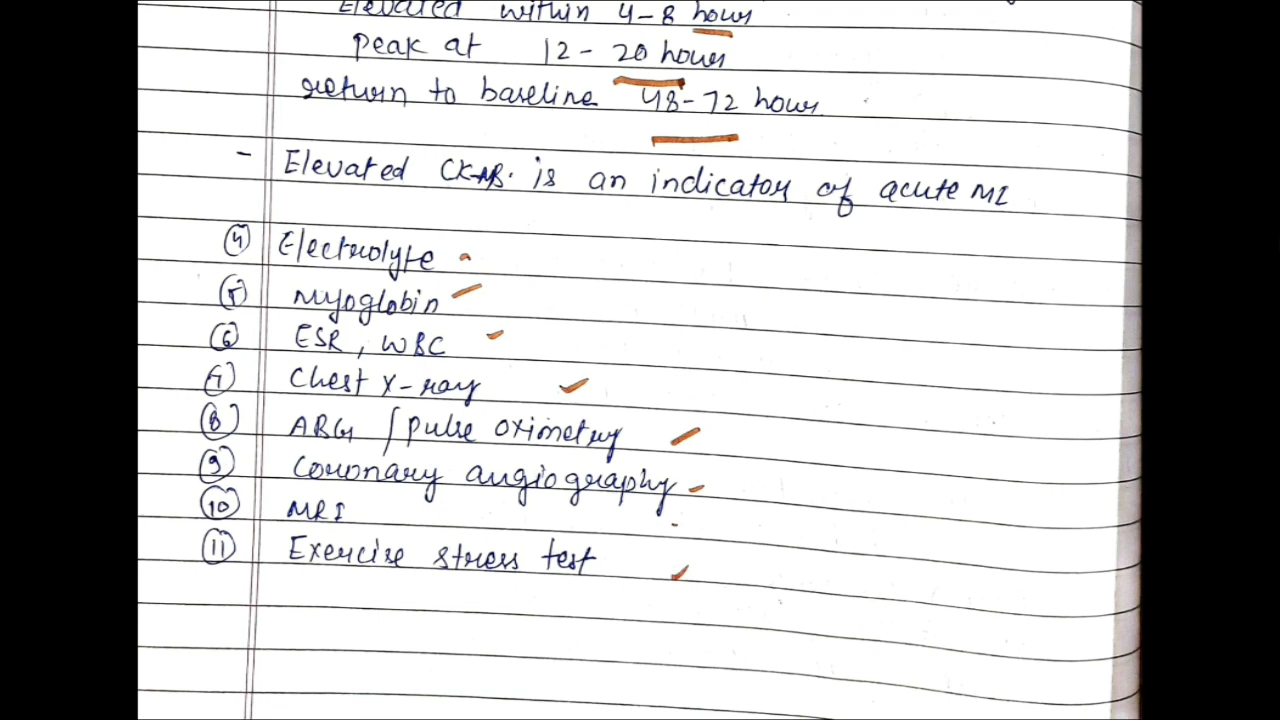 Elevated within 4-8 hours
peak at 12-20 hours
return to baseline 48-72 hours
- Elevated CK-MB. is an indicator of acute MI
④ Electrolyte
⑤ Myoglobin
⑥ ESR, WBC
⑦ Chest X-ray
⑧ ABG / pulse oximetry
⑨ Coronary angiography
⑩ MRI
⑪ Exercise stress test